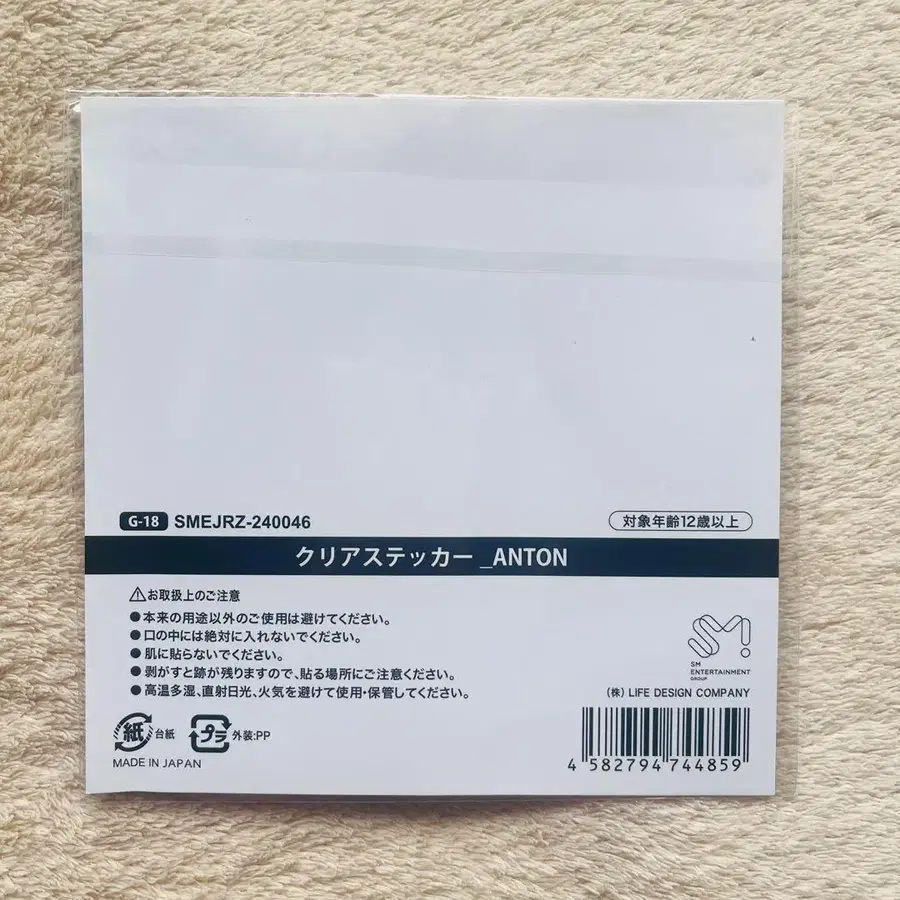 G-18 SMEJRZ-240046
対象年齢12歳以上
クリアステッカー _ANTON
⚠お取扱上のご注意
●本来の用途以外のご使用は避けてください。
●口の中には絶対に入れないでください。
●肌に貼らないでください。
●剥がすと跡が残りますので、貼る場所にご注意ください。
●高温多湿、直射日光、火気を避けて使用・保管してください。
SM
SM
ENTERTAINMENT
GROUP
(株) LIFE DESIGN COMPANY
紙 台紙
プラ 外装:PP
MADE IN JAPAN
4 582794 744859